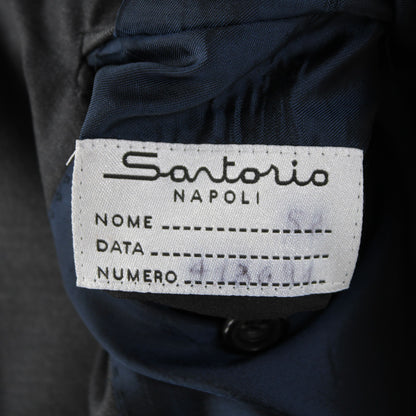 Sartorio
NAPOLI
NOME
DATA
NUMERO